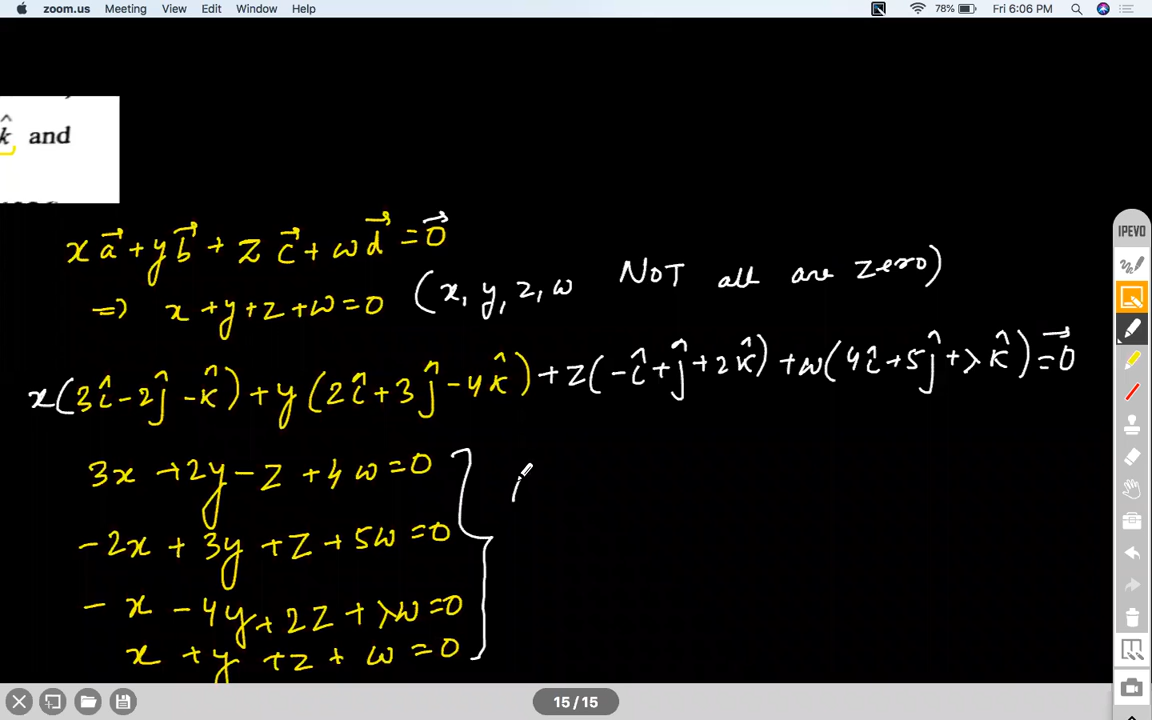 zoom.us Meeting View Edit Window Help 78% Fri 6:06 PM
k̂ and
x a⃗ + y b⃗ + z c⃗ + w d⃗ = 0⃗
⇒ x + y + z + w = 0 (x, y, z, w NOT all are zero)
x(3î - 2ĵ - k̂) + y(2î + 3ĵ - 4k̂) + z(-î + ĵ + 2k̂) + w(4î + 5ĵ + λk̂) = 0⃗
3x + 2y - z + 4w = 0
-2x + 3y + z + 5w = 0
- x - 4y + 2z + λw = 0
x + y + z + w = 0
IPEVO
15 / 15